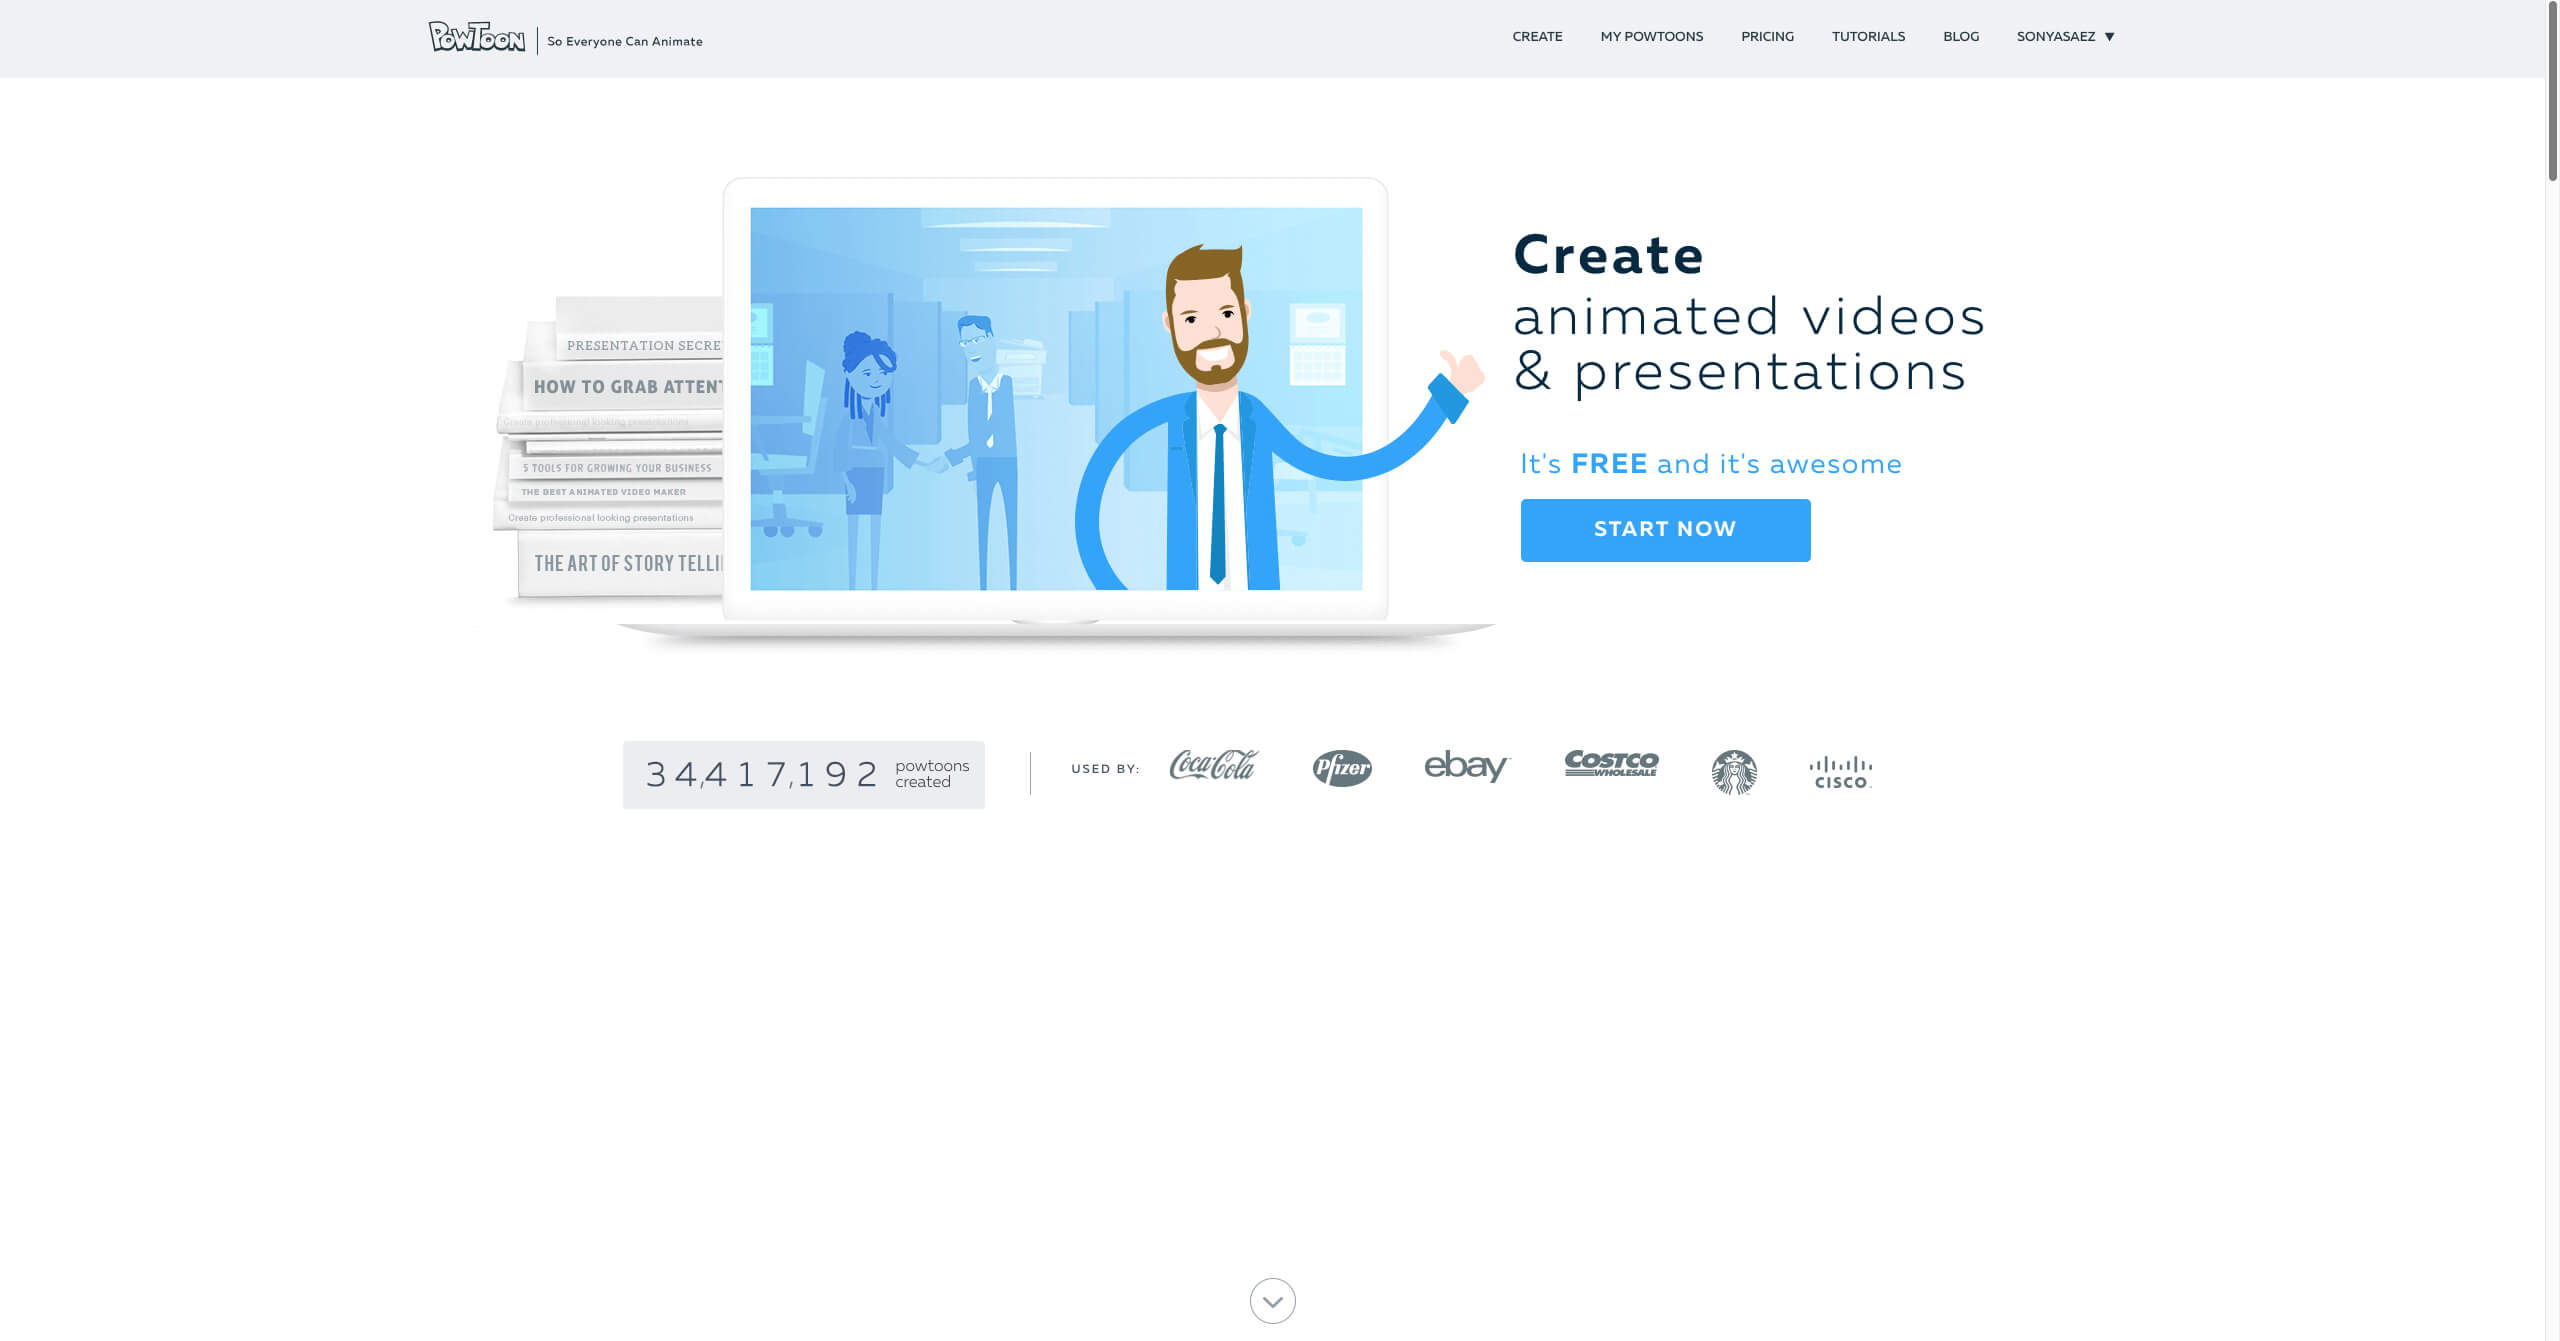 POWTOON
So Everyone Can Animate
CREATE
MY POWTOONS
PRICING
TUTORIALS
BLOG
SONYASAEZ
PRESENTATION SECRE
HOW TO GRAB ATTENT
Create professional looking presentations
5 TOOLS FOR GROWING YOUR BUSINESS
THE BEST ANIMATED VIDEO MAKER
Create professional looking presentations
THE ART OF STORY TELLI
Create
animated videos
& presentations
It's FREE and it's awesome
START NOW
34,417,192
powtoons
created
USED BY:
Coca-Cola
Pfizer
ebay
COSTCO
WHOLESALE
CISCO